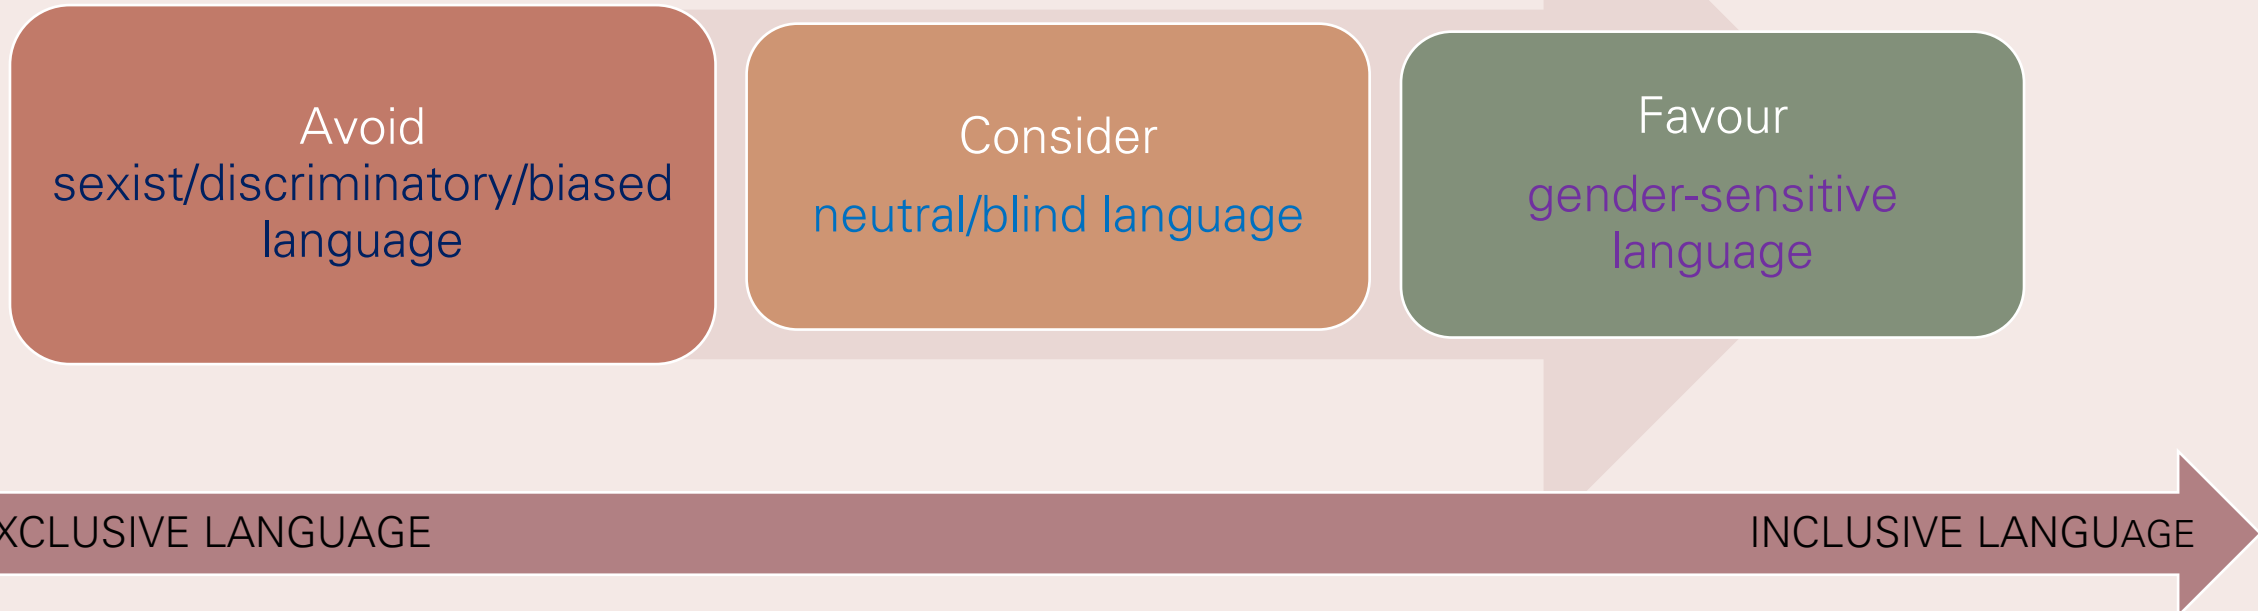 Avoid
sexist/discriminatory/biased
language
Consider
neutral/blind language
Favour
gender-sensitive
language
XCLUSIVE LANGUAGE
INCLUSIVE LANGUAGE